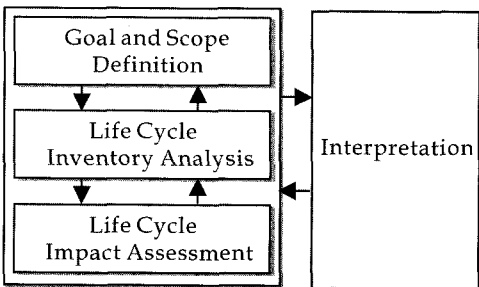 Goal and Scope
Definition
Life Cycle
Inventory Analysis
Life Cycle
Impact Assessment
Interpretation